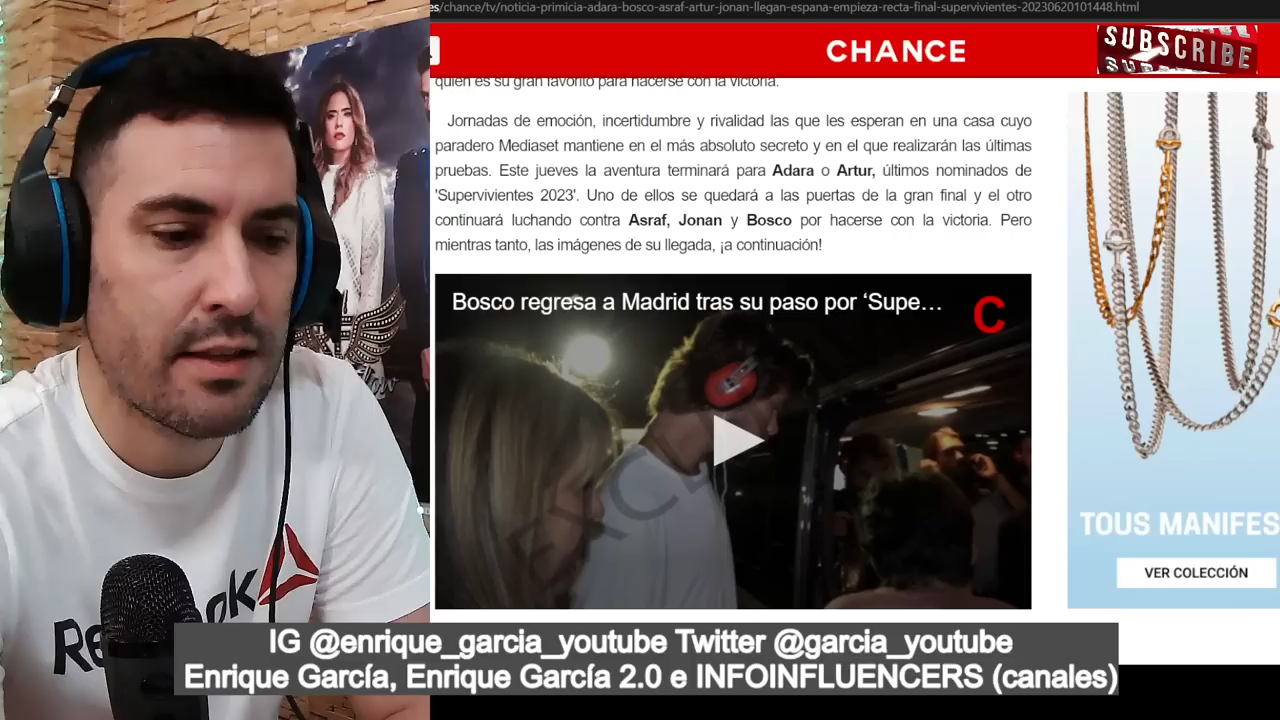 es/chance/tv/noticia-primicia-adara-bosco-asraf-artur-jonan-llegan-espana-empieza-recta-final-supervivientes-20230620101448.html
CHANCE
SUBSCRIBE
quien es su gran favorito para hacerse con la victoria.
Jornadas de emoción, incertidumbre y rivalidad las que les esperan en una casa cuyo
paradero Mediaset mantiene en el más absoluto secreto y en el que realizarán las últimas
pruebas. Este jueves la aventura terminará para Adara o Artur, últimos nominados de
'Supervivientes 2023'. Uno de ellos se quedará a las puertas de la gran final y el otro
continuará luchando contra Asraf, Jonan y Bosco por hacerse con la victoria. Pero
mientras tanto, las imágenes de su llegada, ¡a continuación!
Bosco regresa a Madrid tras su paso por ‘Supe…
C
TOUS MANIFES
VER COLECCIÓN
IG @enrique_garcia_youtube Twitter @garcia_youtube
Enrique García, Enrique García 2.0 e INFOINFLUENCERS (canales)